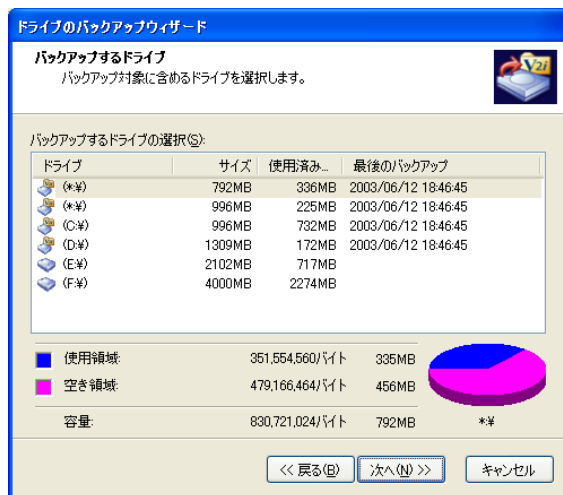 ドライブのバックアップウィザード
バックアップするドライブ
バックアップ対象に含めるドライブを選択します。
V2i
バックアップするドライブの選択(S):
ドライブ サイズ 使用済み... 最後のバックアップ
(*:¥) 792MB 336MB 2003/06/12 18:46:45
(*:¥) 996MB 225MB 2003/06/12 18:46:45
(C:¥) 996MB 732MB 2003/06/12 18:46:45
(D:¥) 1309MB 172MB 2003/06/12 18:46:45
(E:¥) 2102MB 717MB
(F:¥) 4000MB 2274MB
使用領域: 351,554,560バイト 335MB
空き領域: 479,166,464バイト 456MB
容量: 830,721,024バイト 792MB *:¥
<< 戻る(B) 次へ(N) >> キャンセル